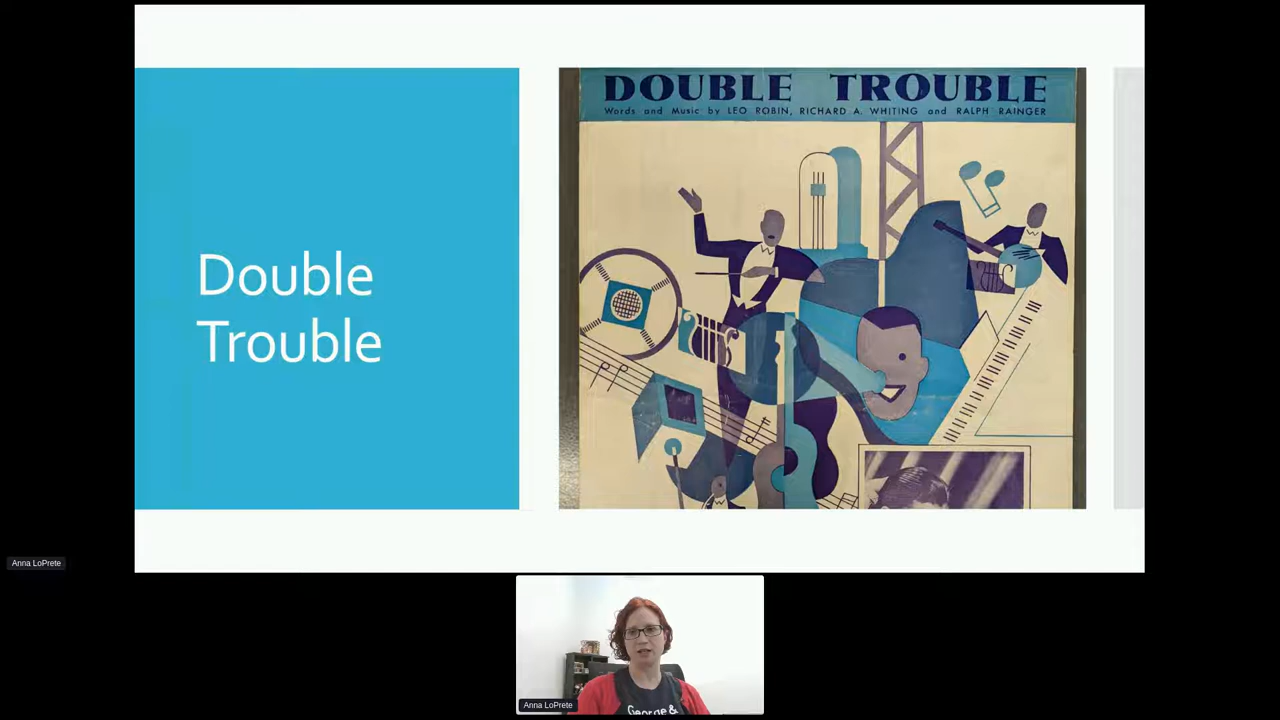 DOUBLE TROUBLE
Words and Music by LEO ROBIN, RICHARD A. WHITING and RALPH RAINGER
Double
Trouble
Anna LoPrete
Anna LoPrete
George &